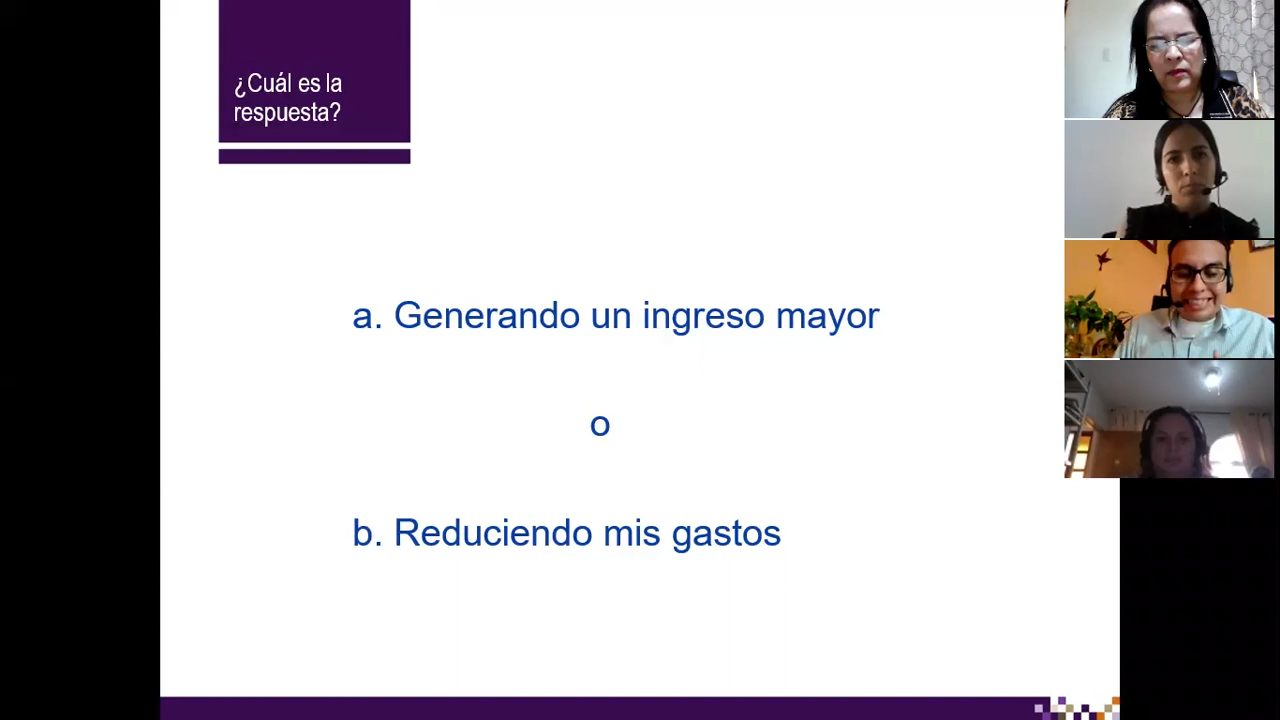 ¿Cuál es la
respuesta?
a. Generando un ingreso mayor
o
b. Reduciendo mis gastos